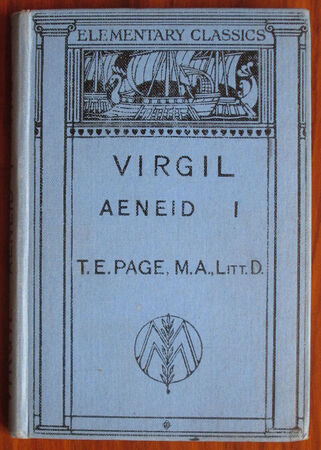 ELEMENTARY CLASSICS
VIRGIL
AENEID I
T. E. PAGE, M.A., LITT.D.